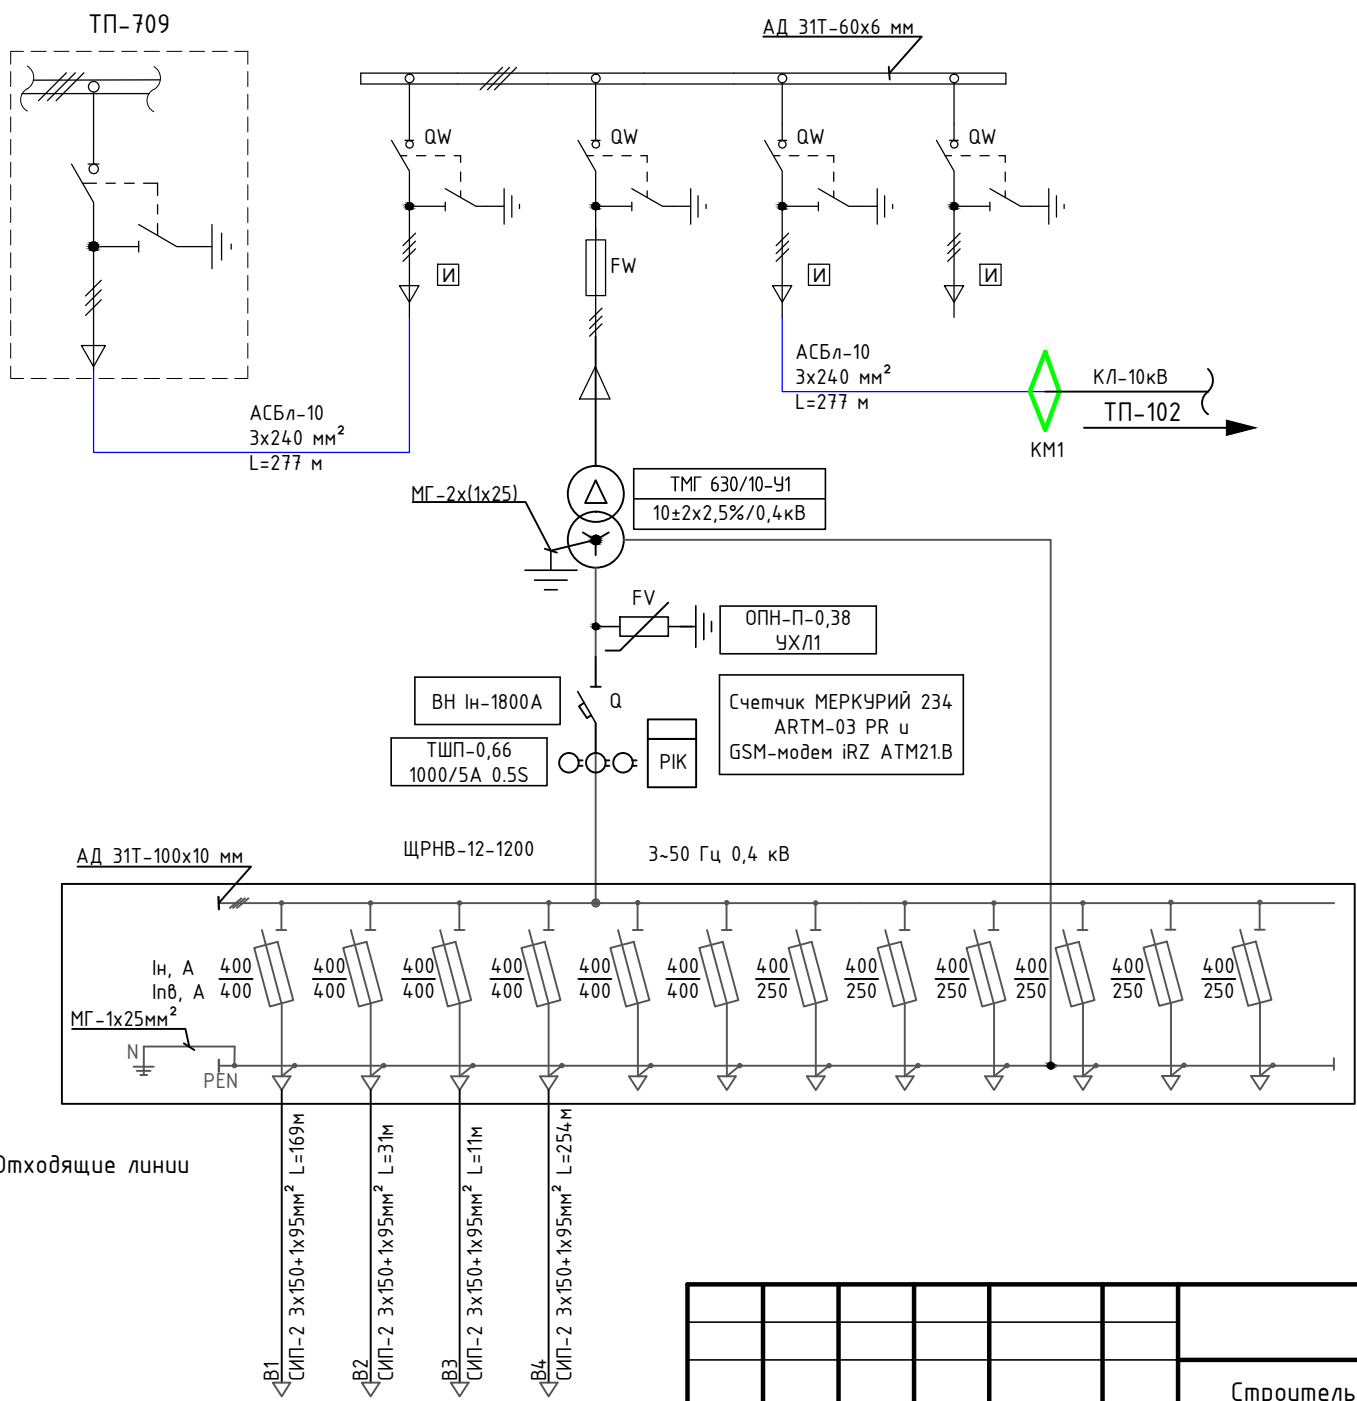 ТП-709
АД 31Т-60х6 мм
QW
QW
QW
QW
И
FW
И
И
АСБл-10
3х240 мм²
L=277 м
АСБл-10
3х240 мм²
L=277 м
КЛ-10кВ
ТП-102
КМ1
МГ-2х(1х25)
ТМГ 630/10-У1
10±2х2,5%/0,4кВ
FV
ОПН-П-0,38
УХЛ1
ВН Iн-1800А
Q
Счетчик МЕРКУРИЙ 234
ARTM-03 PR и
GSM-модем iRZ ATM21.B
ТШП-0,66
1000/5А 0.5S
PIK
ЩРНВ-12-1200
3~50 Гц 0,4 кВ
АД 31Т-100х10 мм
Iн, А
Iпв, А
400
400
400
400
400
400
400
400
400
400
400
400
400
250
400
250
400
250
400
250
400
250
400
250
МГ-1х25мм²
N
PEN
Отходящие линии
В1
СИП-2 3х150+1х95мм² L=169м
В2
СИП-2 3х150+1х95мм² L=31м
В3
СИП-2 3х150+1х95мм² L=11м
В4
СИП-2 3х150+1х95мм² L=254м
Строитель